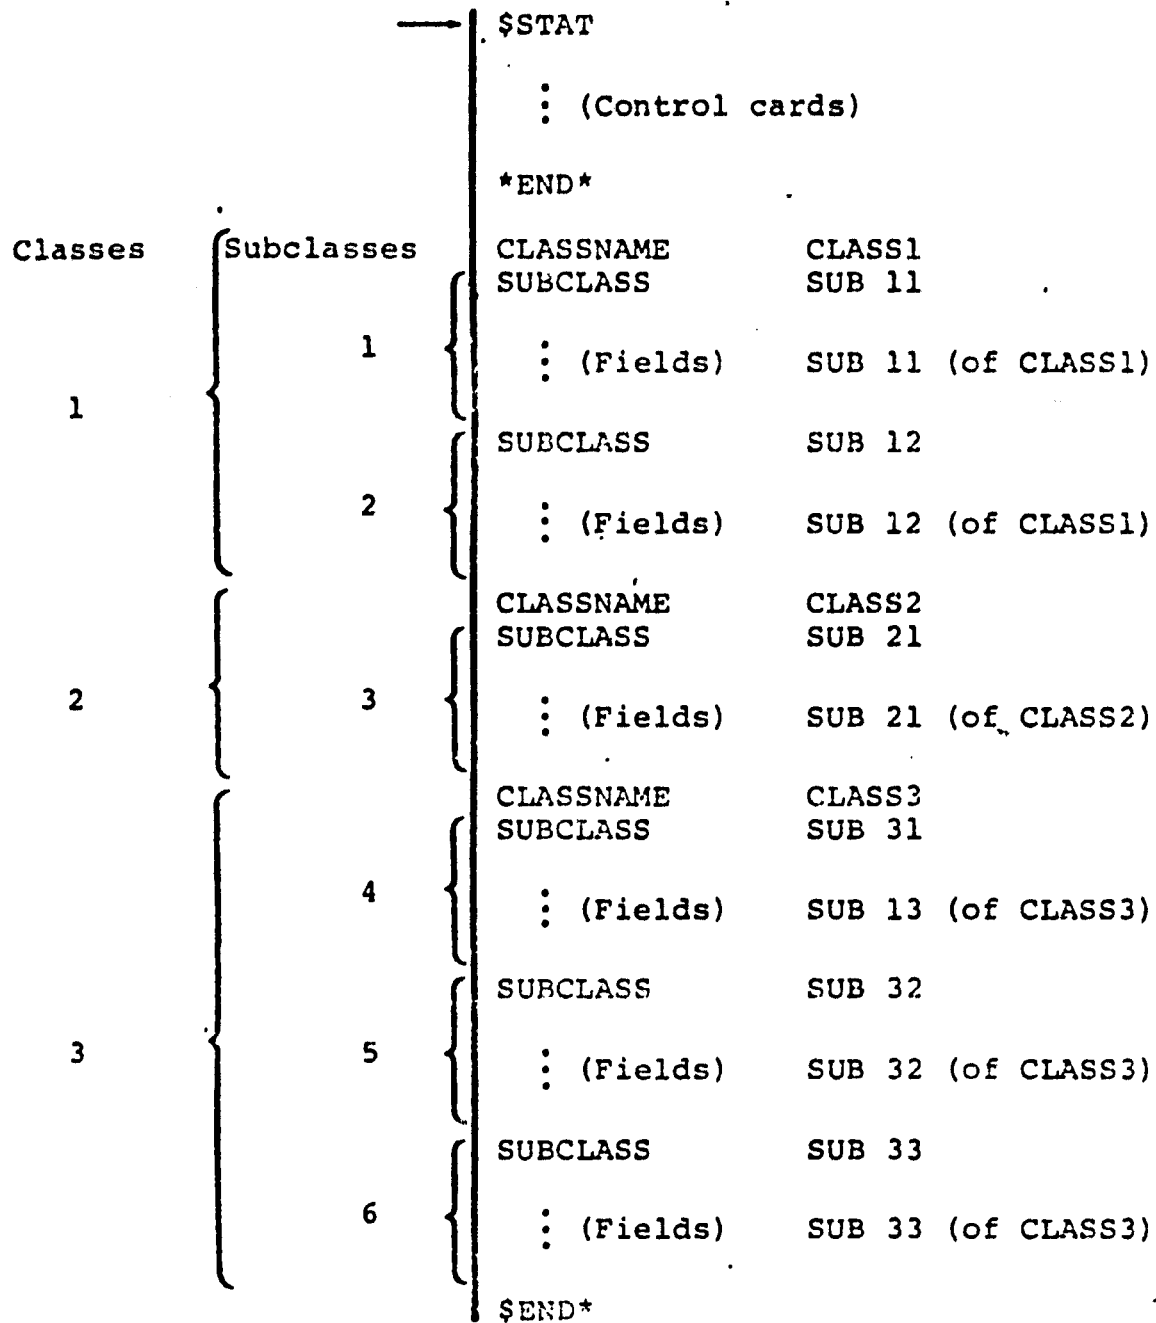 $STAT
(Control cards)
*END*
Classes Subclasses CLASSNAME CLASS1
SUBCLASS SUB 11
1 (Fields) SUB 11 (of CLASS1)
1
SUBCLASS SUB 12
2 (Fields) SUB 12 (of CLASS1)
CLASSNAME CLASS2
SUBCLASS SUB 21
2 3 (Fields) SUB 21 (of CLASS2)
CLASSNAME CLASS3
SUBCLASS SUB 31
4 (Fields) SUB 13 (of CLASS3)
SUBCLASS SUB 32
3 5 (Fields) SUB 32 (of CLASS3)
SUBCLASS SUB 33
6 (Fields) SUB 33 (of CLASS3)
$END*